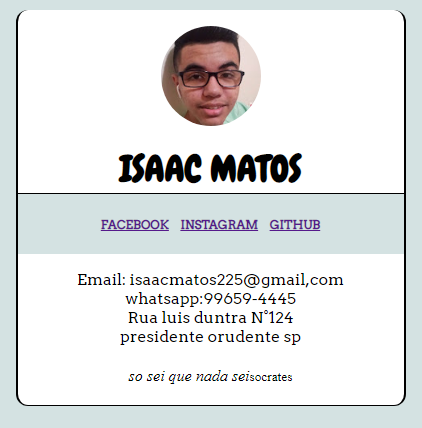 ISAAC MATOS
FACEBOOK INSTAGRAM GITHUB
Email: isaacmatos225@gmail,com
whatsapp:99659-4445
Rua luis duntra N°124
presidente orudente sp
so sei que nada seisocrates